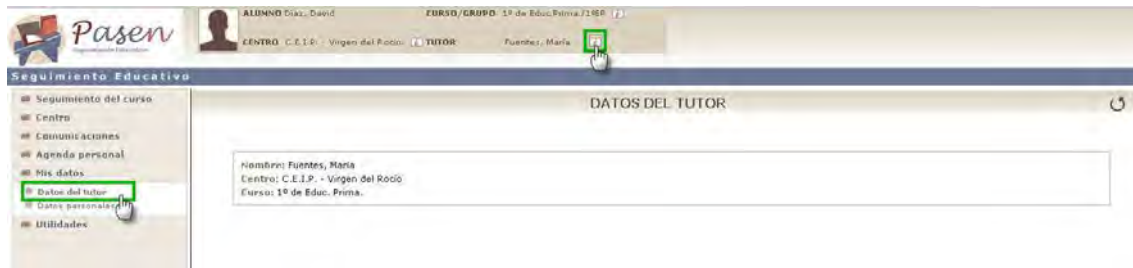 Pasen
ALUMNO Díaz, David CURSO/GRUPO 1º de Educ.Prima./
CENTRO C.E.I.P. - Virgen del Rocío TUTOR Fuentes, María
Seguimiento Educativo
Seguimiento del curso
Centro
Comunicaciones
Agenda personal
Mis datos
Datos del tutor
Datos personales
Utilidades
DATOS DEL TUTOR
Nombre: Fuentes, María
Centro: C.E.I.P. - Virgen del Rocío
Curso: 1º de Educ. Prima.